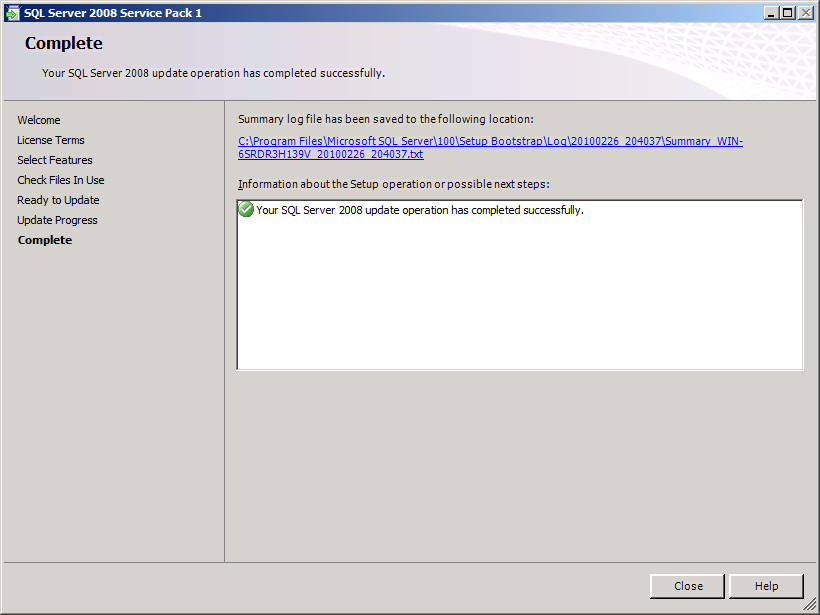 SQL Server 2008 Service Pack 1
Complete
Your SQL Server 2008 update operation has completed successfully.
Welcome
License Terms
Select Features
Check Files In Use
Ready to Update
Update Progress
Complete
Summary log file has been saved to the following location:
C:\Program Files\Microsoft SQL Server\100\Setup Bootstrap\Log\20100226_204037\Summary_WIN-
6SRDR3H139V_20100226_204037.txt
Information about the Setup operation or possible next steps:
Your SQL Server 2008 update operation has completed successfully.
Close
Help